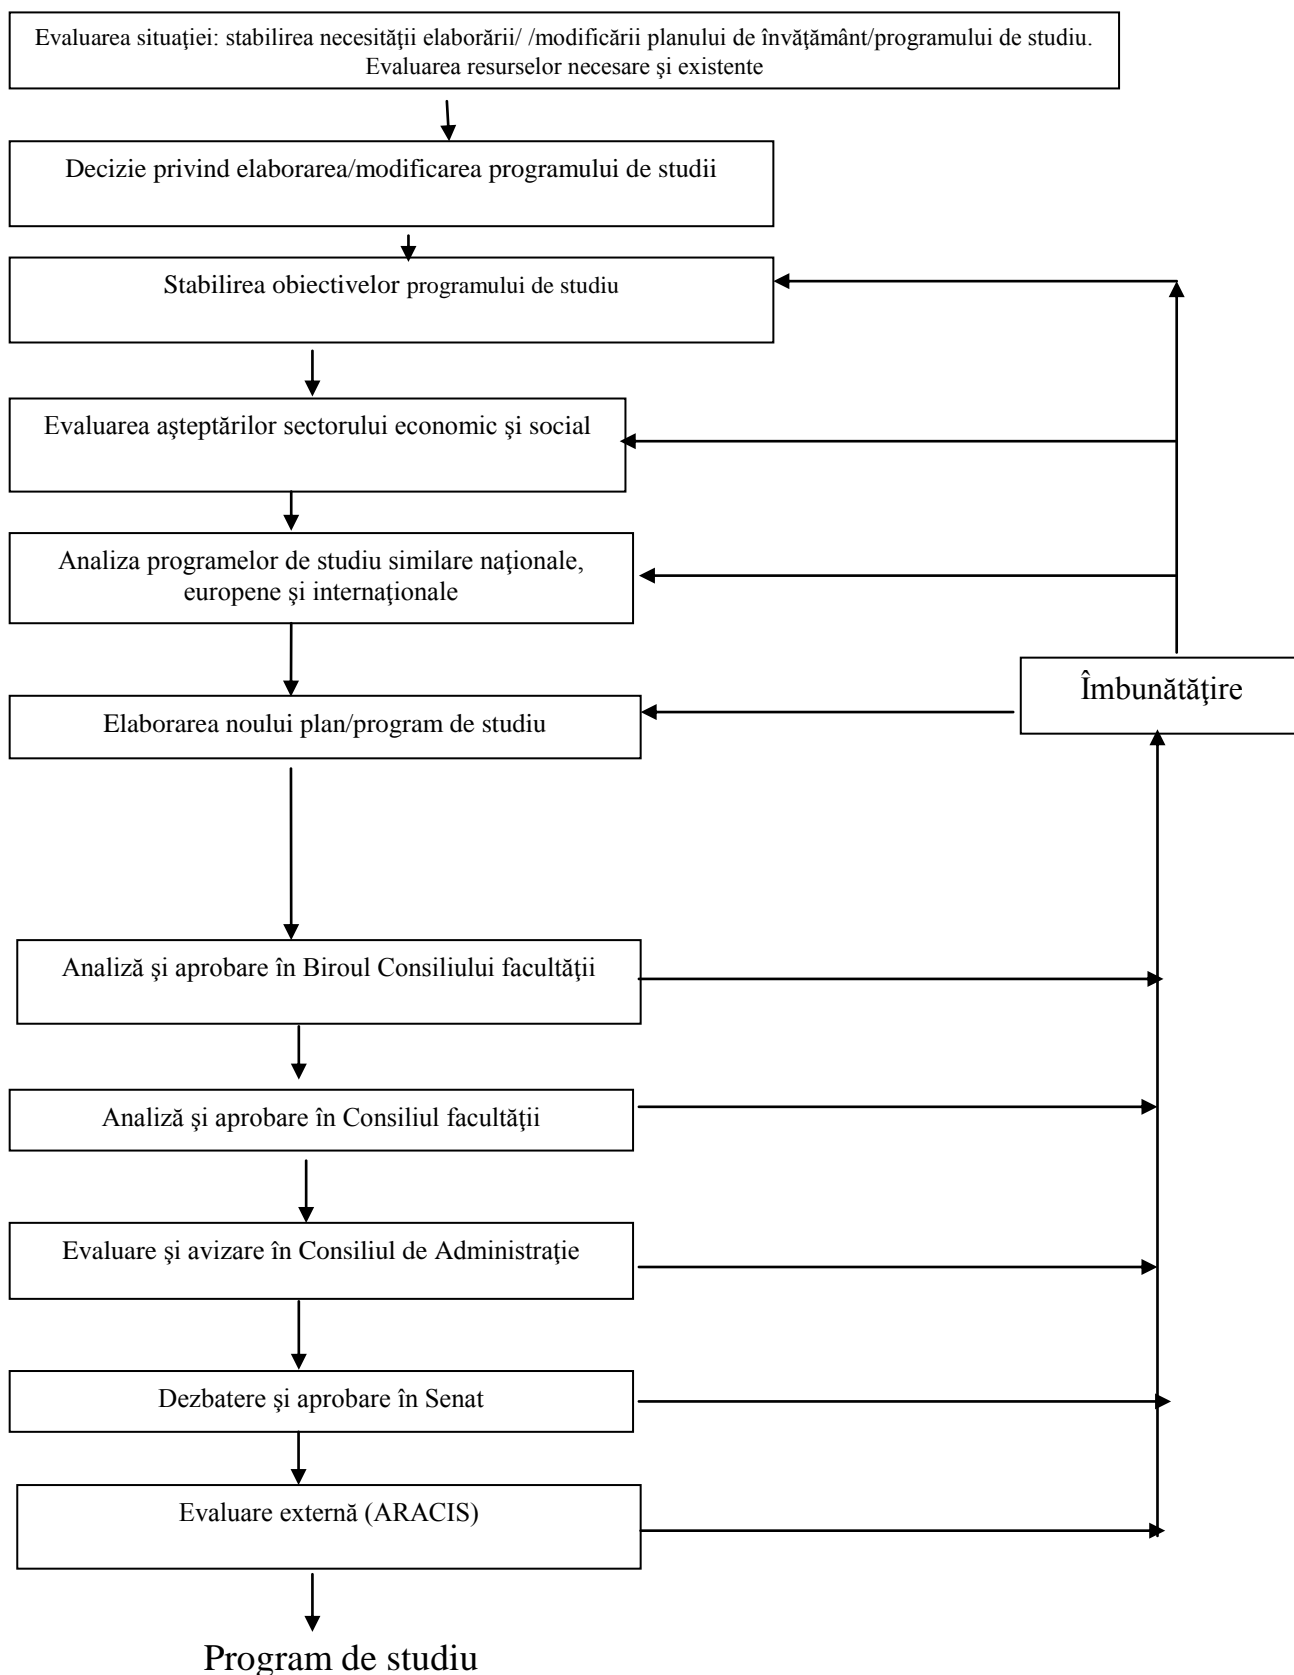 Evaluarea situaţiei: stabilirea necesităţii elaborării/ /modificării planului de învăţământ/programului de studiu.
Evaluarea resurselor necesare şi existente
Decizie privind elaborarea/modificarea programului de studii
Stabilirea obiectivelor programului de studiu
Evaluarea aşteptărilor sectorului economic şi social
Analiza programelor de studiu similare naţionale,
europene şi internaţionale
Îmbunătăţire
Elaborarea noului plan/program de studiu
Analiză şi aprobare în Biroul Consiliului facultăţii
Analiză şi aprobare în Consiliul facultăţii
Evaluare şi avizare în Consiliul de Administraţie
Dezbatere şi aprobare în Senat
Evaluare externă (ARACIS)
Program de studiu